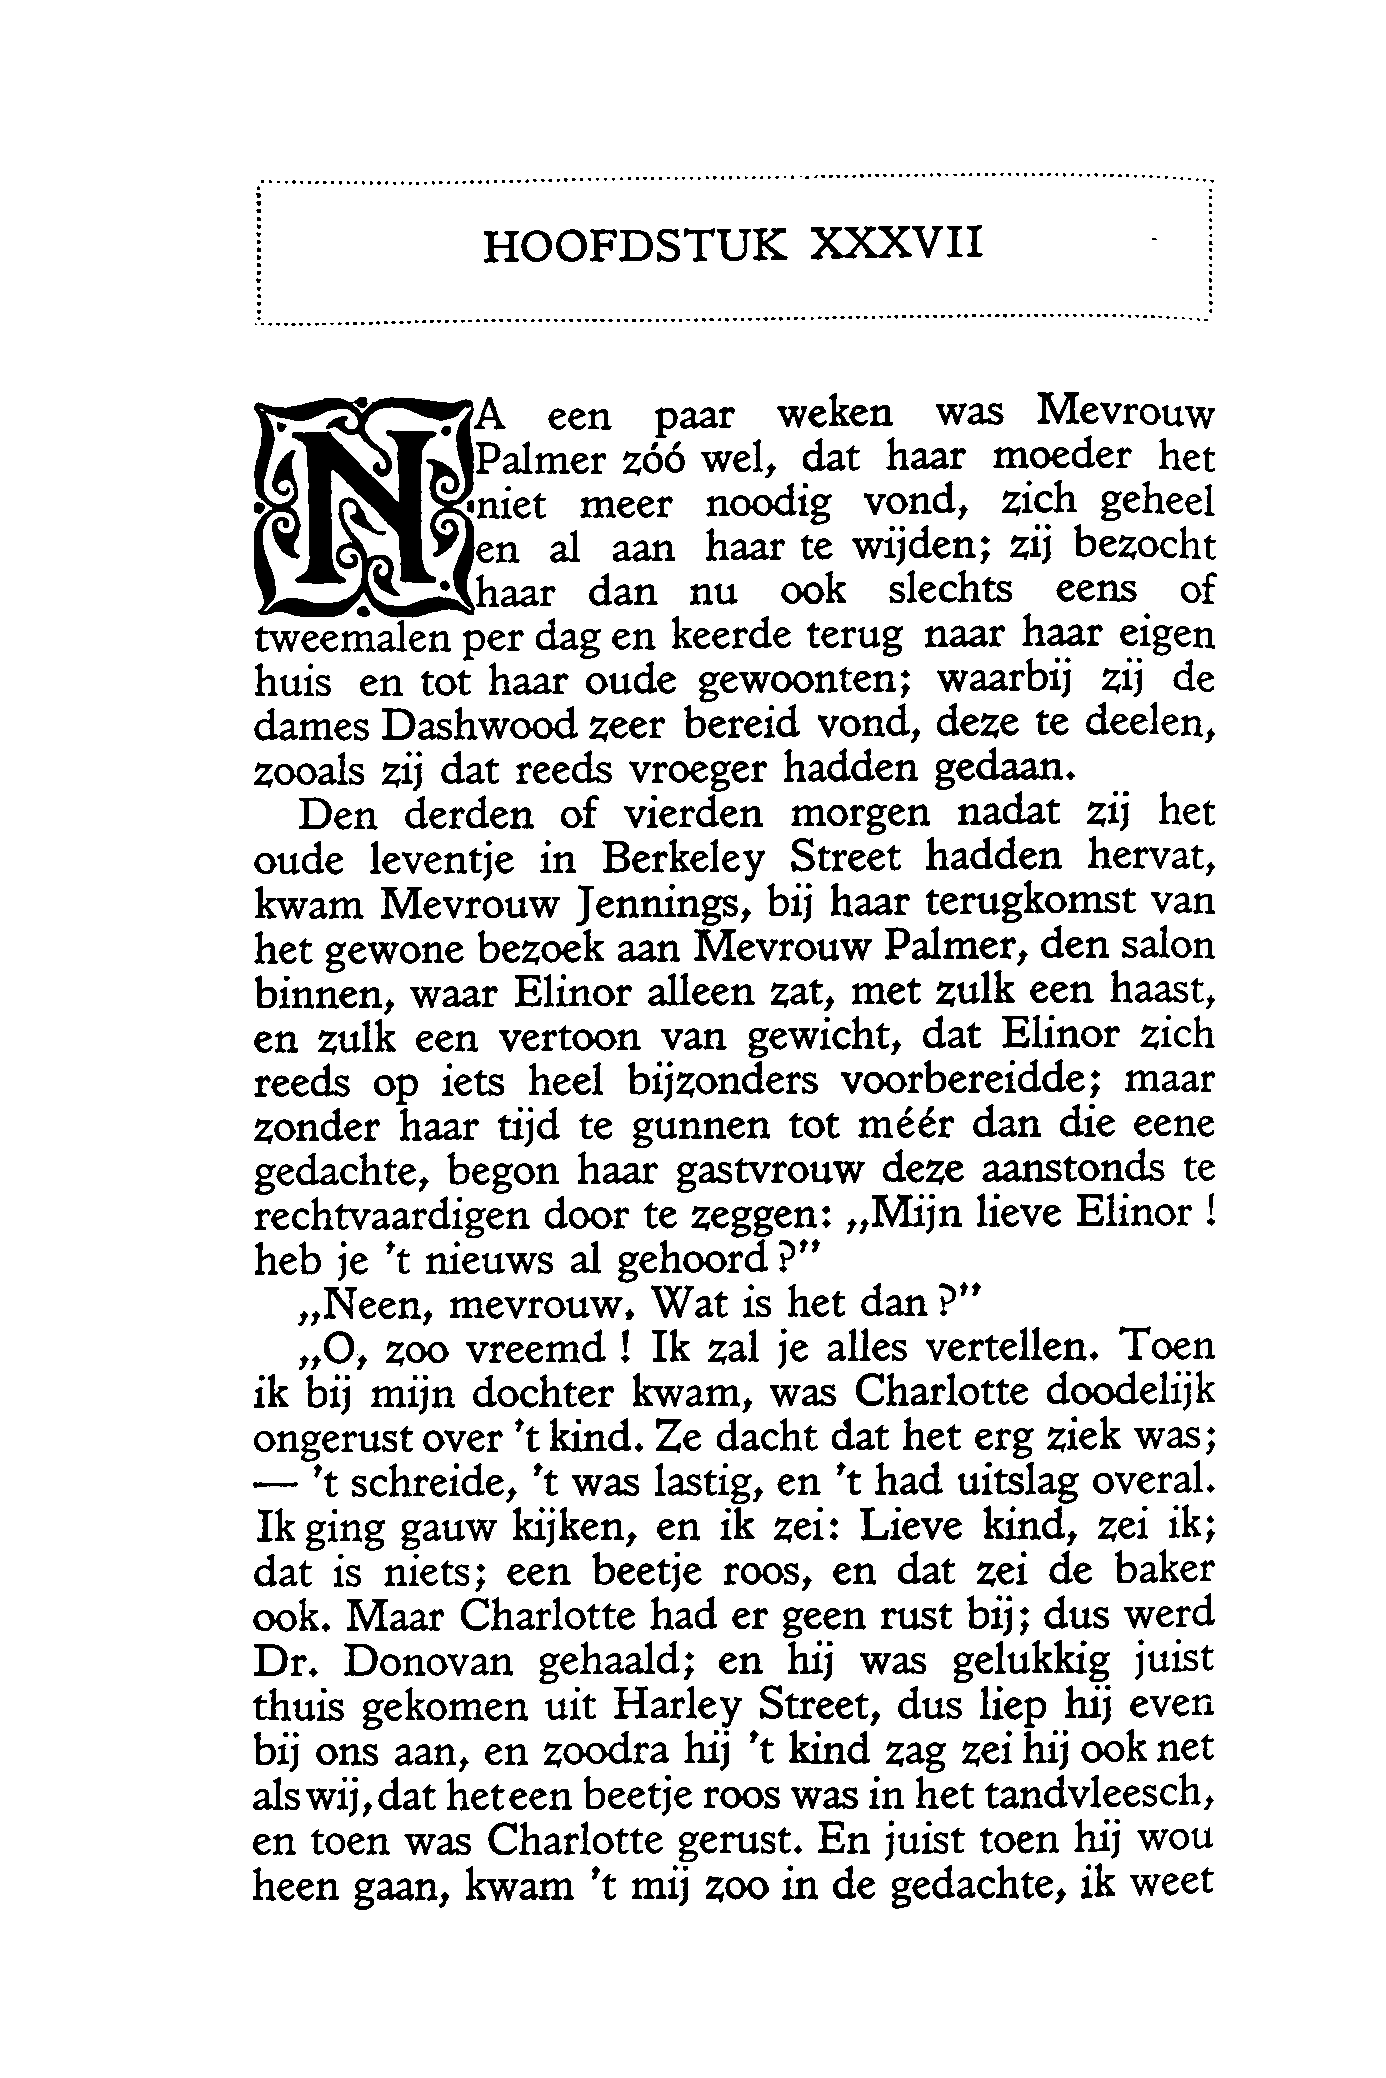 HOOFDSTUK XXXVII
NA een paar weken was Mevrouw
Palmer zóó wel, dat haar moeder het
niet meer noodig vond, zich geheel
en al aan haar te wijden; zij bezocht
haar dan nu ook slechts eens of
tweemalen per dag en keerde terug naar haar eigen
huis en tot haar oude gewoonten; waarbij zij de
dames Dashwood zeer bereid vond, deze te deelen,
zooals zij dat reeds vroeger hadden gedaan.
Den derden of vierden morgen nadat zij het
oude leventje in Berkeley Street hadden hervat,
kwam Mevrouw Jennings, bij haar terugkomst van
het gewone bezoek aan Mevrouw Palmer, den salon
binnen, waar Elinor alleen zat, met zulk een haast,
en zulk een vertoon van gewicht, dat Elinor zich
reeds op iets heel bijzonders voorbereidde; maar
zonder haar tijd te gunnen tot méér dan die eene
gedachte, begon haar gastvrouw deze aanstonds te
rechtvaardigen door te zeggen: „Mijn lieve Elinor !
heb je 't nieuws al gehoord ?”
„Neen, mevrouw. Wat is het dan ?”
„O, zoo vreemd ! Ik zal je alles vertellen. Toen
ik bij mijn dochter kwam, was Charlotte doodelijk
ongerust over 't kind. Ze dacht dat het erg ziek was;
— 't schreide, 't was lastig, en 't had uitslag overal.
Ik ging gauw kijken, en ik zei: Lieve kind, zei ik;
dat is niets; een beetje roos, en dat zei de baker
ook. Maar Charlotte had er geen rust bij; dus werd
Dr. Donovan gehaald; en hij was gelukkig juist
thuis gekomen uit Harley Street, dus liep hij even
bij ons aan, en zoodra hij 't kind zag zei hij ook net
als wij, dat het een beetje roos was in het tandvleesch,
en toen was Charlotte gerust. En juist toen hij wou
heen gaan, kwam 't mij zoo in de gedachte, ik weet